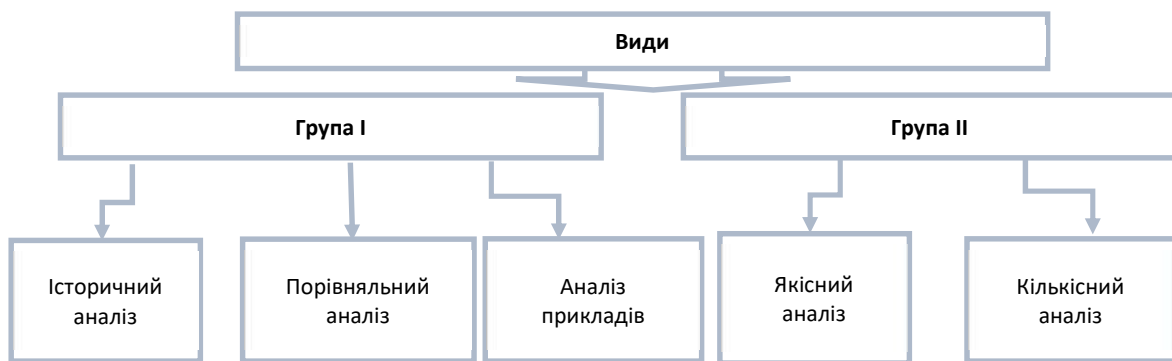 Види
Група І
Група ІІ
Історичний
аналіз
Порівняльний
аналіз
Аналіз
прикладів
Якісний
аналіз
Кількісний
аналіз